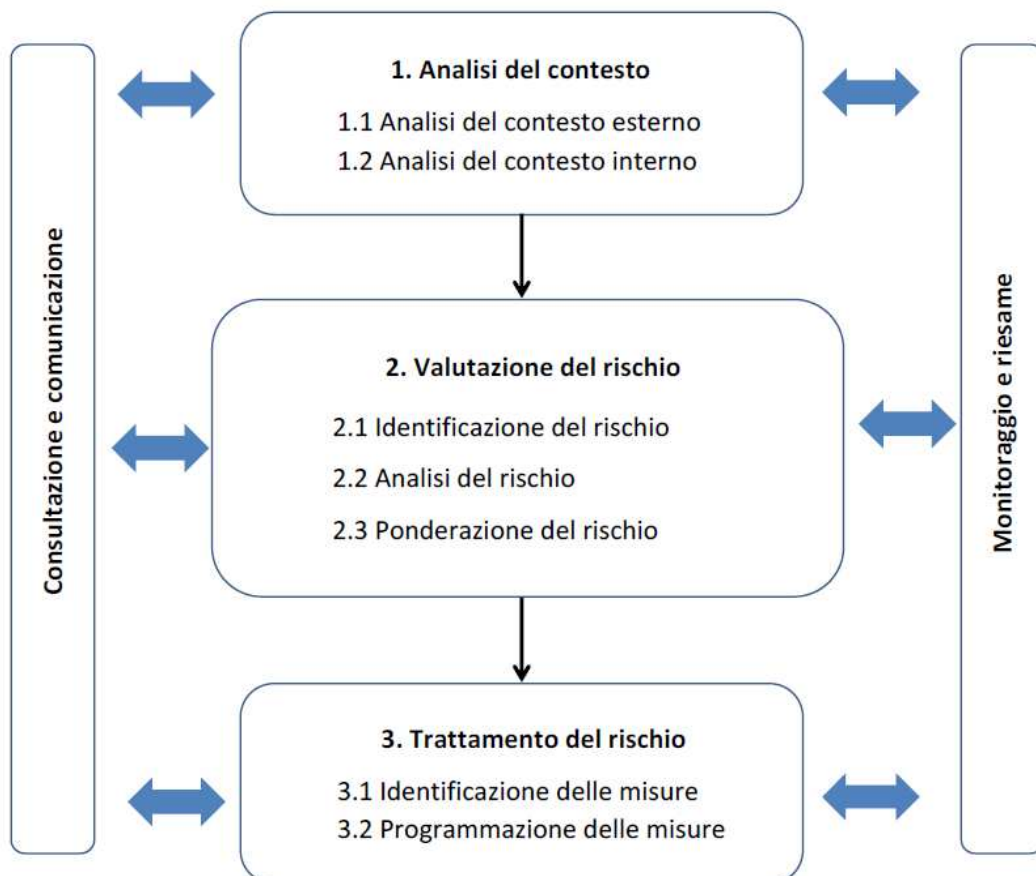 Consultazione e comunicazione
1. Analisi del contesto
1.1 Analisi del contesto esterno
1.2 Analisi del contesto interno
2. Valutazione del rischio
2.1 Identificazione del rischio
2.2 Analisi del rischio
2.3 Ponderazione del rischio
3. Trattamento del rischio
3.1 Identificazione delle misure
3.2 Programmazione delle misure
Monitoraggio e riesame